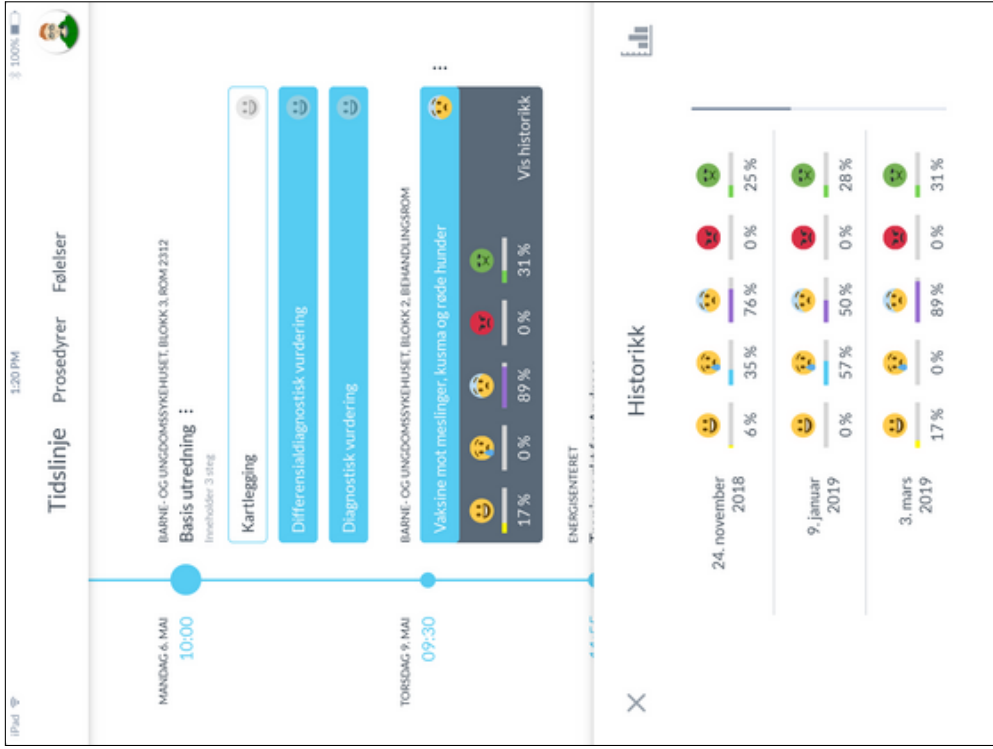 iPad
1:20 PM
100%
Tidslinje Prosedyrer Følelser
MANDAG 6. MAI
10:00
BARNE- OG UNGDOMSSYKEHUSET, BLOKK 3, ROM 2312
Basis utredning
Inneholder 3 steg
Kartlegging
Differensialdiagnostisk vurdering
Diagnostisk vurdering
TORSDAG 9. MAI
09:30
BARNE- OG UNGDOMSSYKEHUSET, BLOKK 2, BEHANDLINGSROM
Vaksine mot meslinger, kusma og røde hunder
17 % 0 % 89 % 0 % 31 %
Vis historikk
ENERGISENTERET
Historikk
24. november
2018
6 % 35 % 76 % 0 % 25 %
9. januar
2019
0 % 57 % 50 % 0 % 28 %
3. mars
2019
17 % 0 % 89 % 0 % 31 %